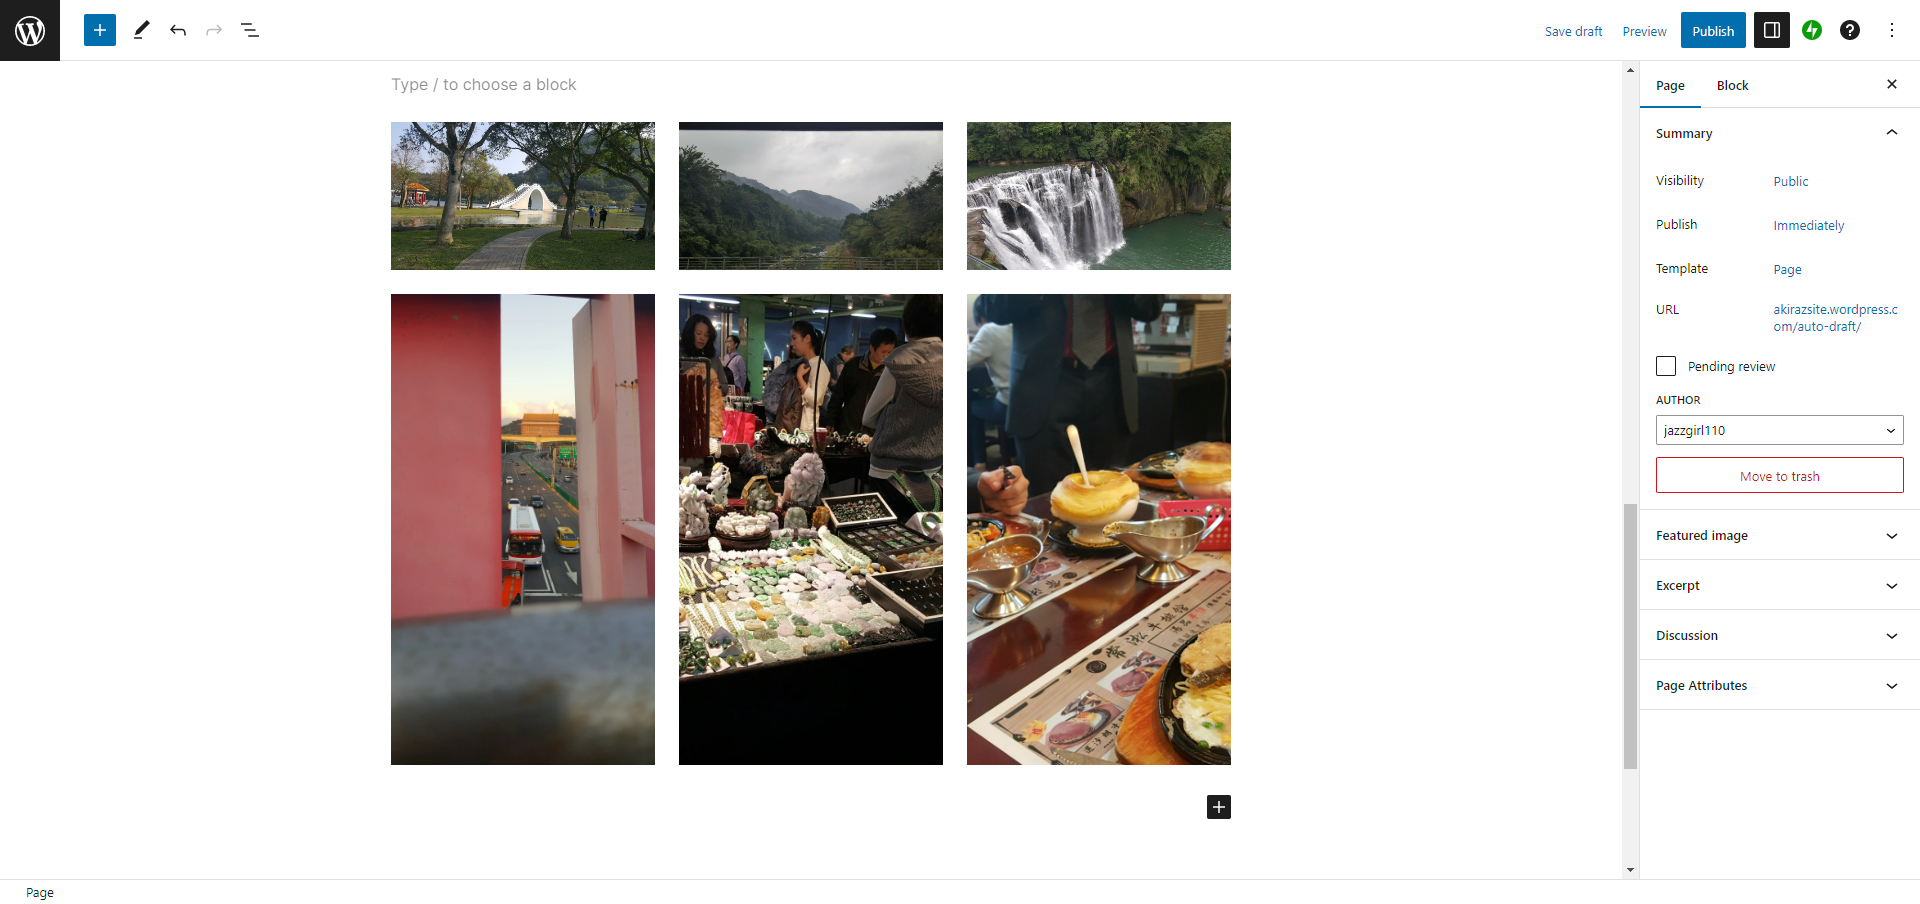 Save draft
Preview
Publish
Type / to choose a block
Page
Block
Summary
Visibility
Public
Publish
Immediately
Template
Page
URL
akirazsite.wordpress.c
om/auto-draft/
Pending review
AUTHOR
jazzgirl110
Move to trash
Featured image
Excerpt
Discussion
Page Attributes
Page